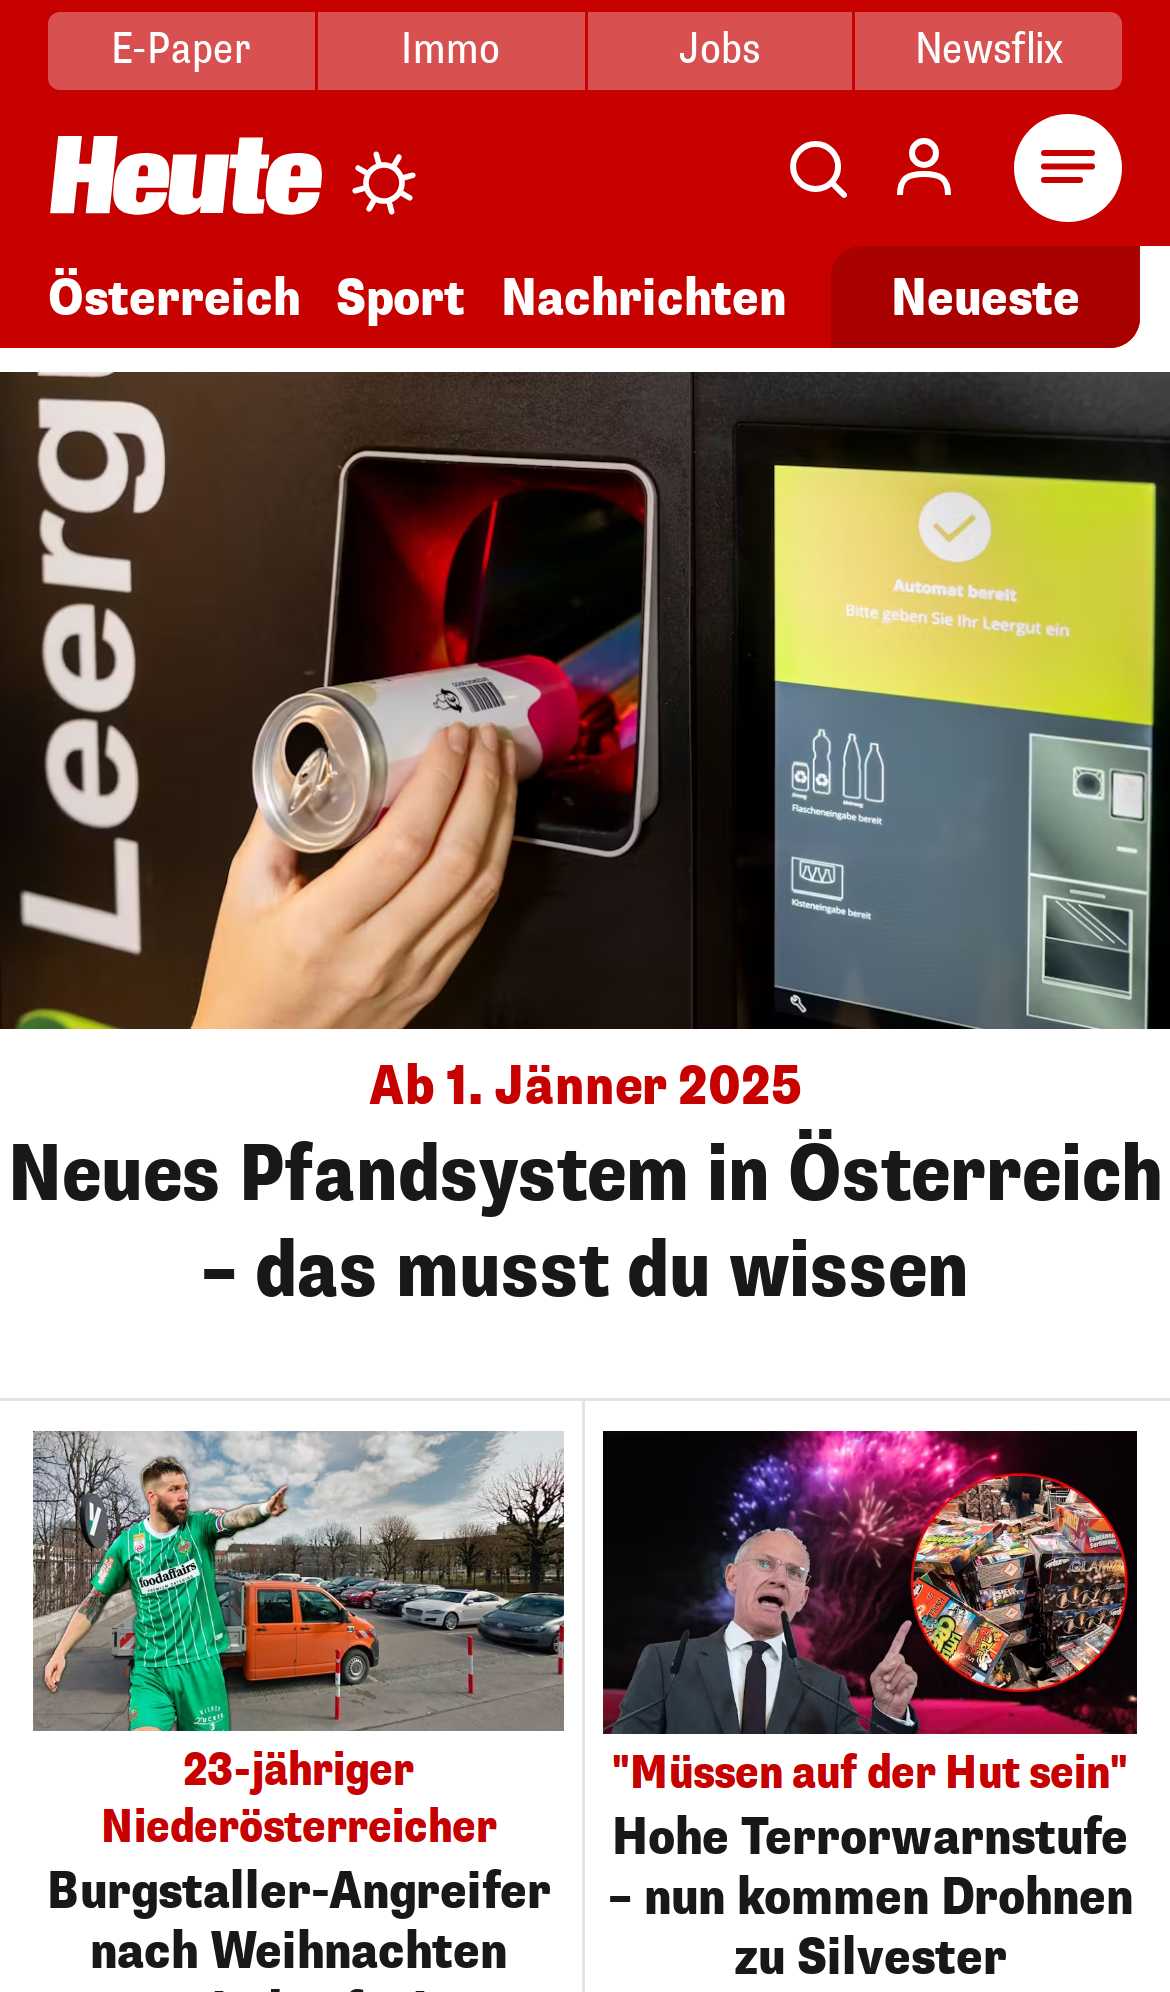 E-Paper
Immo
Jobs
Newsflix
Heute
Österreich
Sport
Nachrichten
Neueste
Leerg
Automat bereit
Bitte geben Sie Ihr Leergut ein
Flascheneingabe bereit
Kisteneingabe bereit
Ab 1. Jänner 2025
Neues Pfandsystem in Österreich
– das musst du wissen
foodaffairs
23-jähriger
Niederösterreicher
Burgstaller-Angreifer
nach Weihnachten
"Müssen auf der Hut sein"
Hohe Terrorwarnstufe
– nun kommen Drohnen
zu Silvester